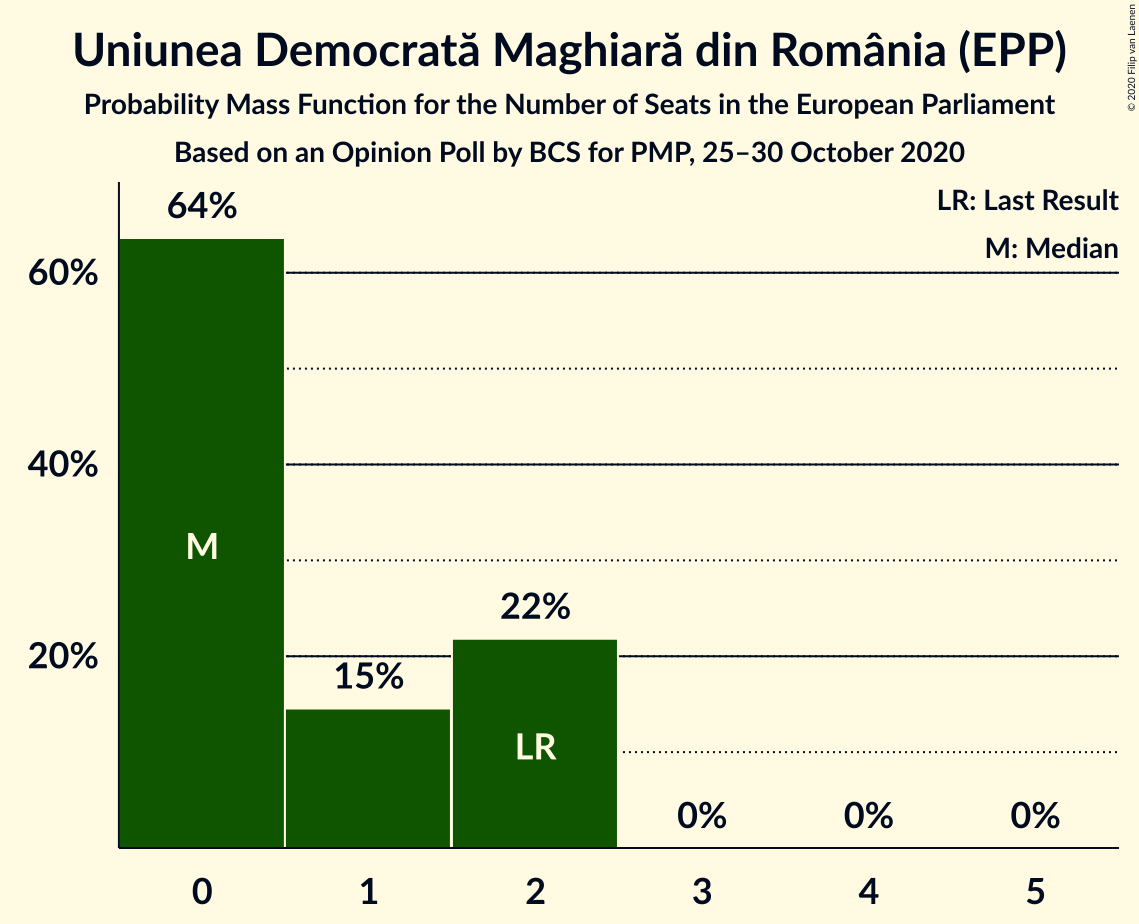 Uniunea Democrată Maghiară din România (EPP)
Probability Mass Function for the Number of Seats in the European Parliament
Based on an Opinion Poll by BCS for PMP, 25–30 October 2020
© 2020 Filip van Laenen
LR: Last Result
M: Median
64%
60%
40%
20%
M
15%
22%
LR
0%
0%
0%
0
1
2
3
4
5